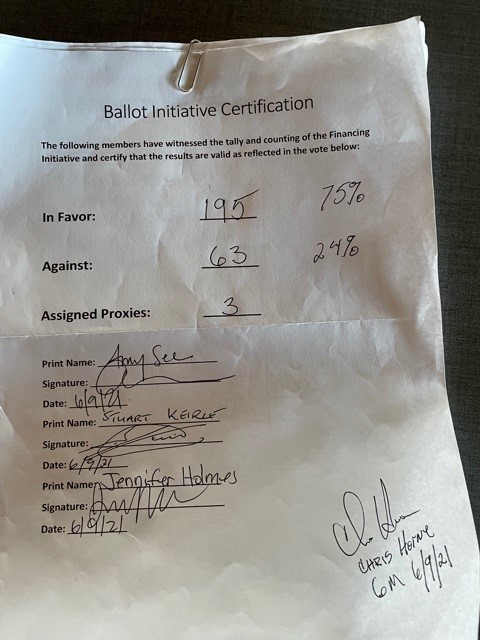 Ballot Initiative Certification
The following members have witnessed the tally and counting of the Financing
Initiative and certify that the results are valid as reflected in the vote below:
In Favor: 195 75%
Against: 63 24%
Assigned Proxies: 3
Print Name: Amy See
Signature:
Date: 6/9/21
Print Name: STUART KEIRLE
Signature:
Date: 6/9/21
Print Name: Jennifer Holmes
Signature:
Date: 6/9/21
CHRIS HORNE
GM 6/9/21